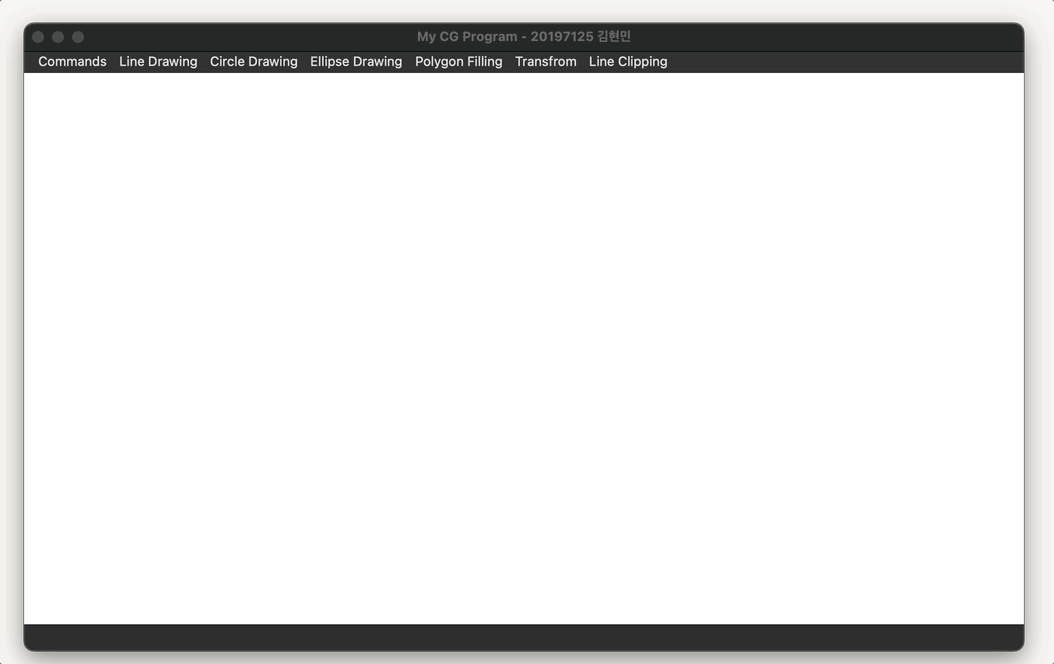 My CG Program - 20197125 김현민
Commands Line Drawing Circle Drawing Ellipse Drawing Polygon Filling Transfrom Line Clipping